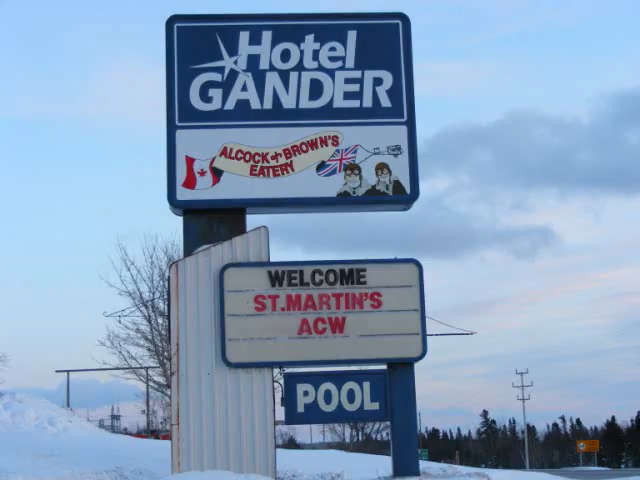 Hotel
GANDER
ALCOCK & BROWN'S
EATERY
WELCOME
ST. MARTIN'S
ACW
POOL